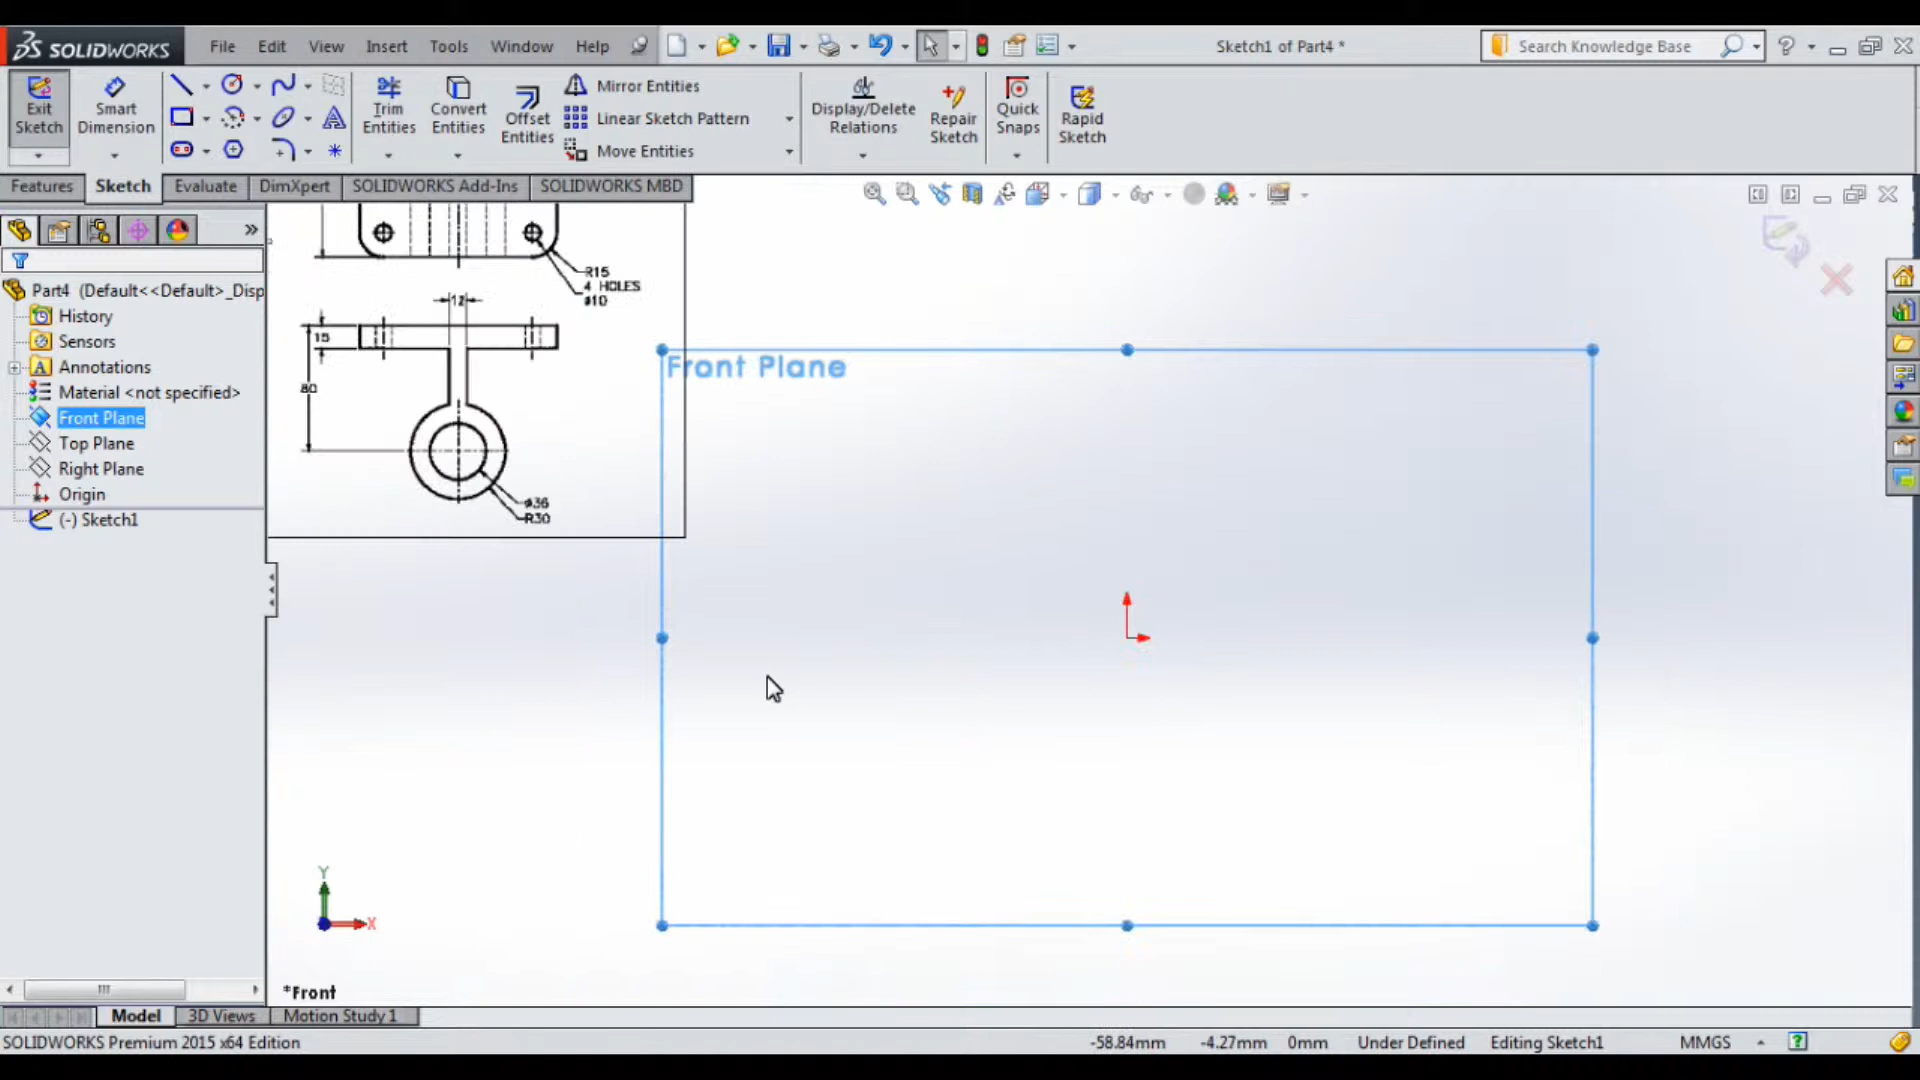 SOLIDWORKS File Edit View Insert Tools Window Help Sketch1 of Part4 * Search Knowledge Base
Exit Sketch
Smart Dimension
Trim Entities
Convert Entities
Offset Entities
Mirror Entities
Linear Sketch Pattern
Move Entities
Display/Delete Relations
Repair Sketch
Quick Snaps
Rapid Sketch
Features Sketch Evaluate DimXpert SOLIDWORKS Add-Ins SOLIDWORKS MBD
Part4 (Default<<Default>_Disp
History
Sensors
Annotations
Material <not specified>
Front Plane
Top Plane
Right Plane
Origin
(-) Sketch1
R15
4 HOLES
ø10
12
15
80
ø36
R30
Front Plane
Y
X
*Front
Model 3D Views Motion Study 1
SOLIDWORKS Premium 2015 x64 Edition -58.84mm -4.27mm 0mm Under Defined Editing Sketch1 MMGS